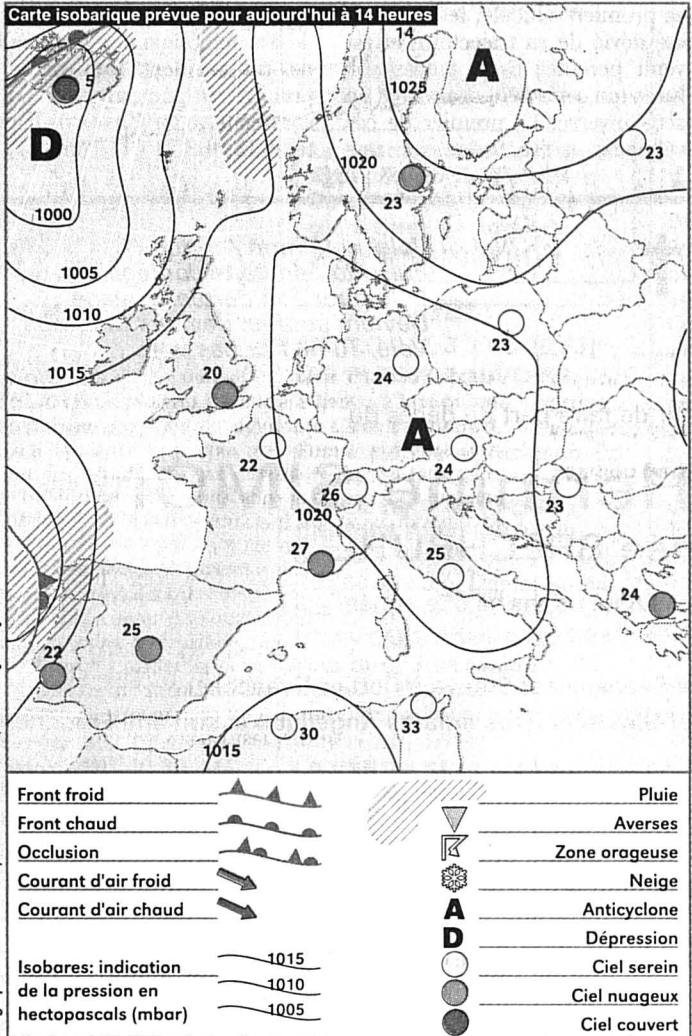 Carte isobarique prévue pour aujourd'hui à 14 heures
14
A
5
1025
D
23
1020
23
1000
1005
1010
23
1015
20
24
A
22
24
26
23
1020
27
25
24
25
22
30
33
1015
Front froid
Front chaud
Occlusion
Courant d'air froid
Courant d'air chaud
Isobares: indication
de la pression en
hectopascals (mbar)
1015
1010
1005
Pluie
Averses
Zone orageuse
Neige
A Anticyclone
D Dépression
Ciel serein
Ciel nuageux
Ciel couvert